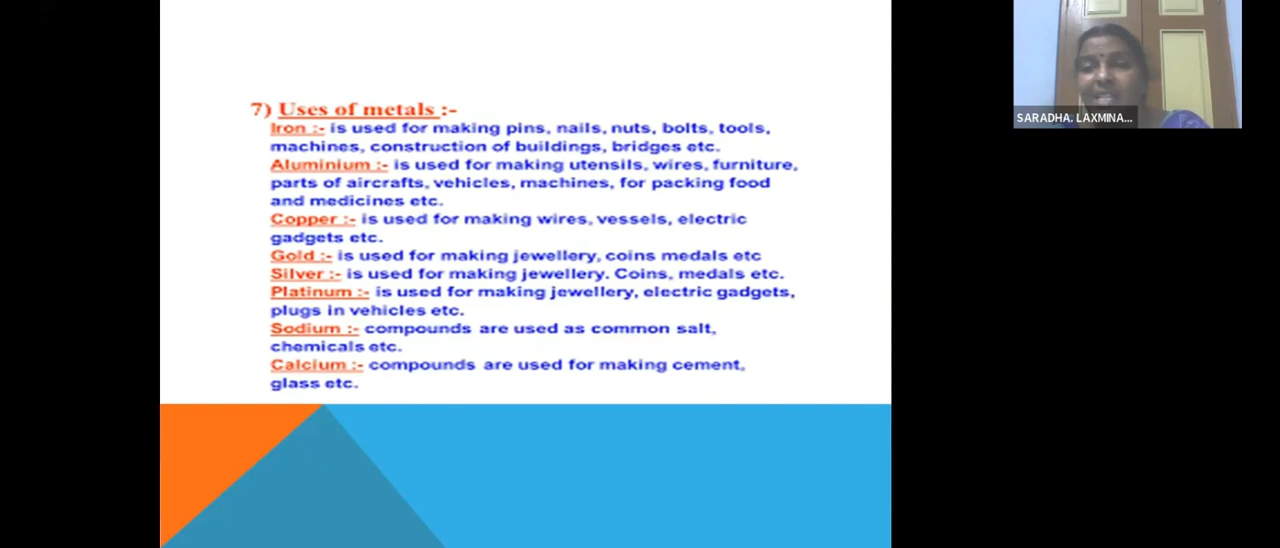 7) Uses of metals :-
Iron :- is used for making pins, nails, nuts, bolts, tools,
machines, construction of buildings, bridges etc.
Aluminium :- is used for making utensils, wires, furniture,
parts of aircrafts, vehicles, machines, for packing food
and medicines etc.
Copper :- is used for making wires, vessels, electric
gadgets etc.
Gold :- is used for making jewellery, coins medals etc
Silver :- is used for making jewellery. Coins, medals etc.
Platinum :- is used for making jewellery, electric gadgets,
plugs in vehicles etc.
Sodium :- compounds are used as common salt,
chemicals etc.
Calcium :- compounds are used for making cement,
glass etc.
SARADHA. LAXMINA...